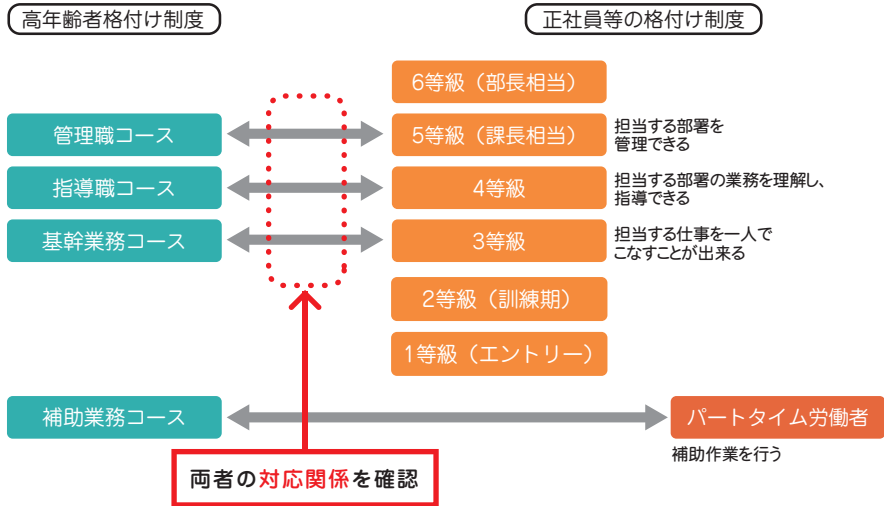 高年齢者格付け制度
正社員等の格付け制度
6等級（部長相当）
管理職コース
5等級（課長相当）
担当する部署を
管理できる
指導職コース
4等級
担当する部署の業務を理解し、
指導できる
基幹業務コース
3等級
担当する仕事を一人で
こなすことが出来る
2等級（訓練期）
1等級（エントリー）
補助業務コース
パートタイム労働者
補助作業を行う
両者の対応関係を確認